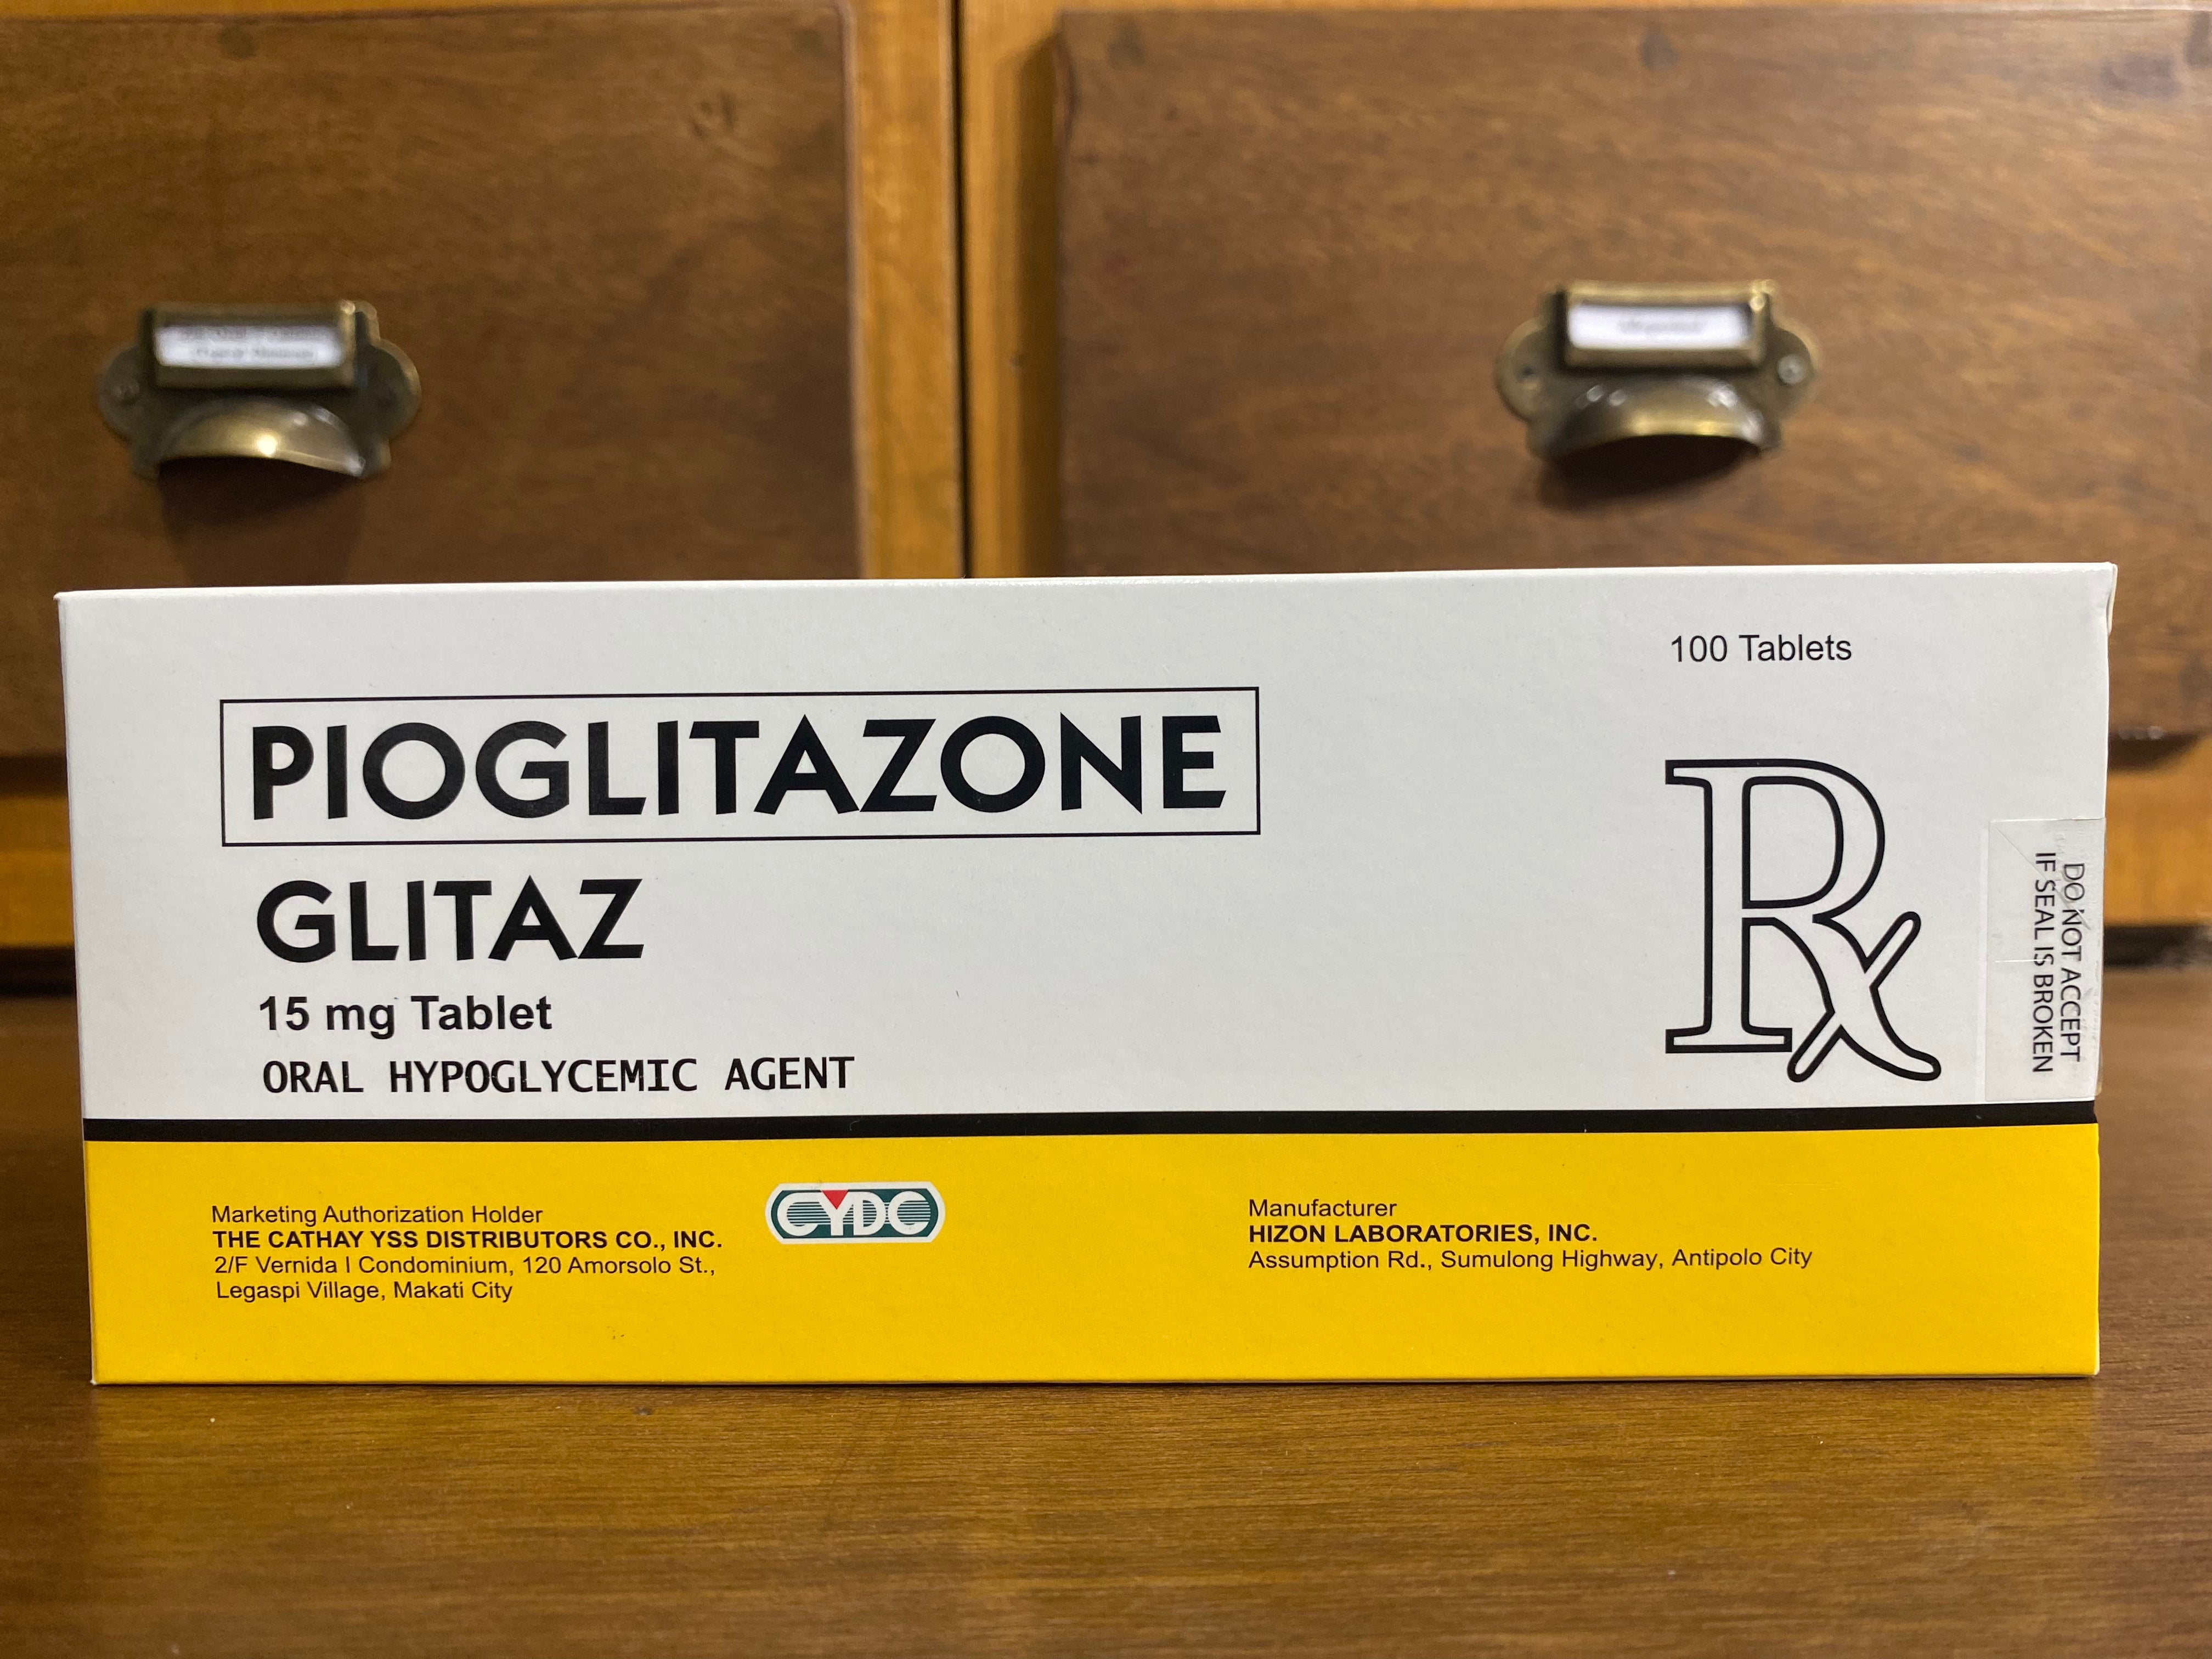 100 Tablets
PIOGLITAZONE
GLITAZ
15 mg Tablet
ORAL HYPOGLYCEMIC AGENT
Rx
DO NOT ACCEPT
IF SEAL IS BROKEN
Marketing Authorization Holder
THE CATHAY YSS DISTRIBUTORS CO., INC.
2/F Vernida I Condominium, 120 Amorsolo St.,
Legaspi Village, Makati City
CYDC
Manufacturer
HIZON LABORATORIES, INC.
Assumption Rd., Sumulong Highway, Antipolo City